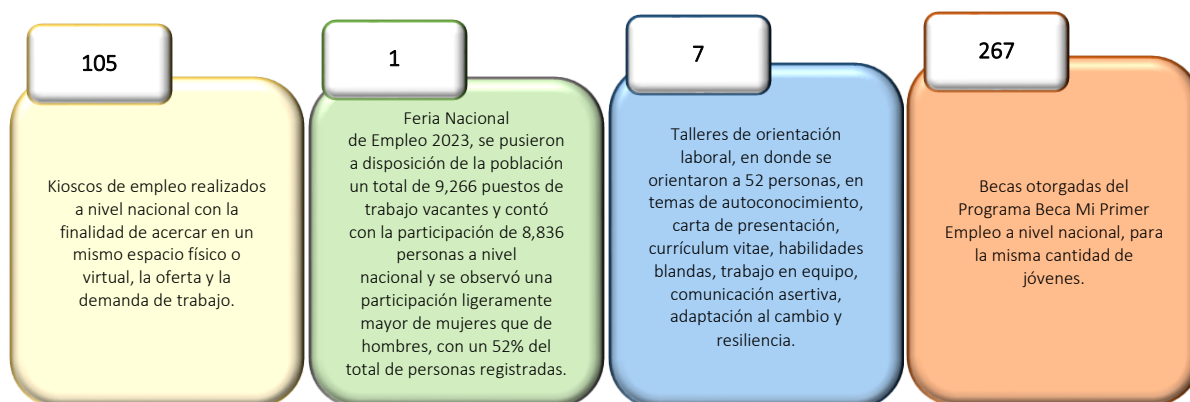 105
Kioscos de empleo realizados
a nivel nacional con la
finalidad de acercar en un
mismo espacio físico o
virtual, la oferta y la
demanda de trabajo.
1
Feria Nacional
de Empleo 2023, se pusieron
a disposición de la población
un total de 9,266 puestos de
trabajo vacantes y contó
con la participación de 8,836
personas a nivel
nacional y se observó una
participación ligeramente
mayor de mujeres que de
hombres, con un 52% del
total de personas registradas.
7
Talleres de orientación
laboral, en donde se
orientaron a 52 personas, en
temas de autoconocimiento,
carta de presentación,
currículum vitae, habilidades
blandas, trabajo en equipo,
comunicación asertiva,
adaptación al cambio y
resiliencia.
267
Becas otorgadas del
Programa Beca Mi Primer
Empleo a nivel nacional, para
la misma cantidad de
jóvenes.